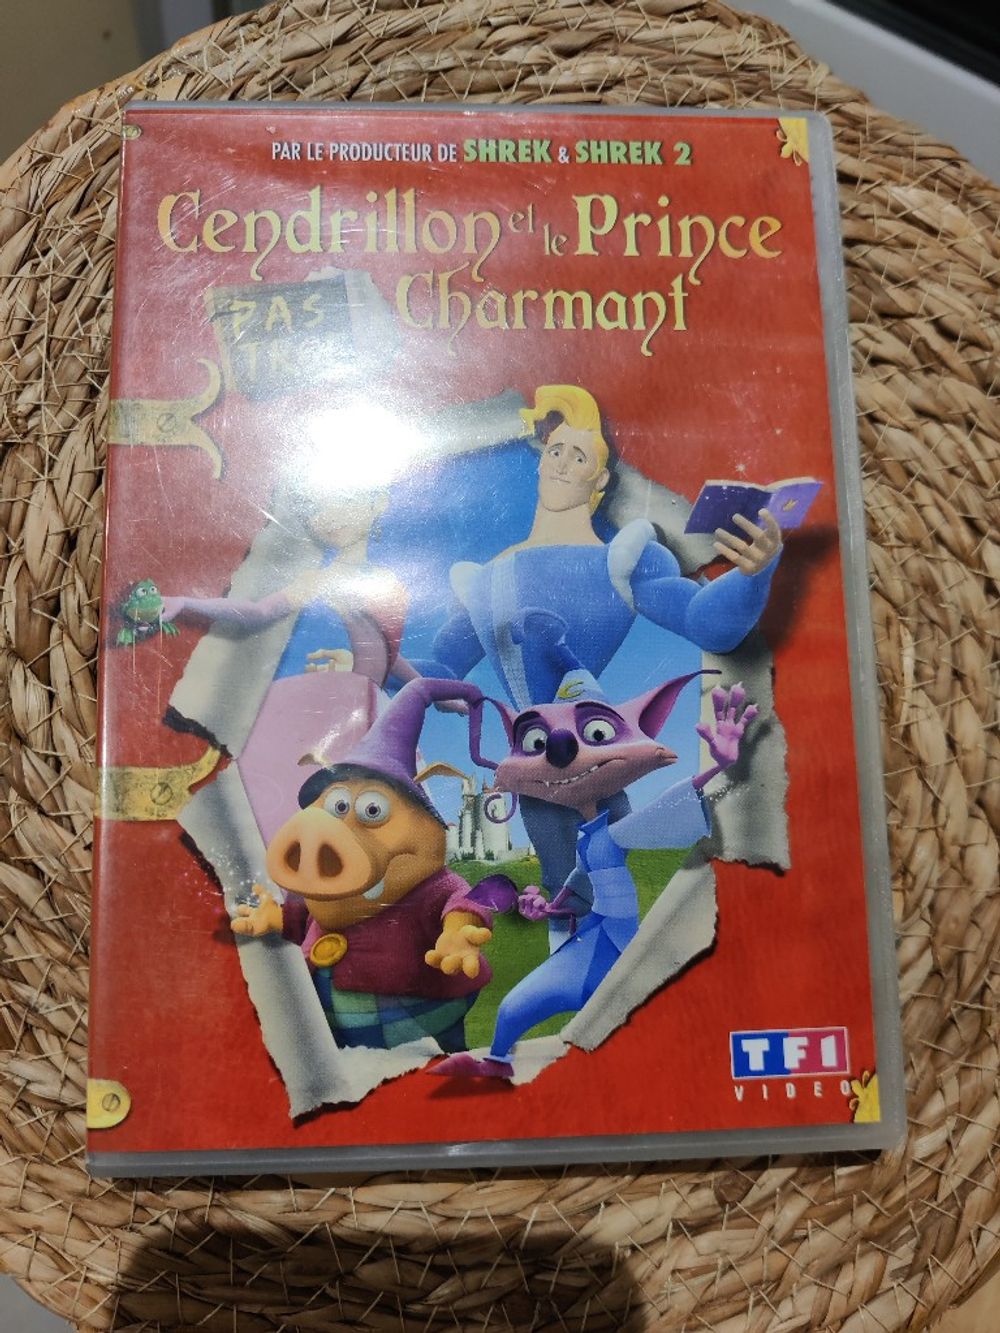 PAR LE PRODUCTEUR DE SHREK & SHREK 2
Cendrillon et le Prince
PAS Charmant
TF1
VIDEO